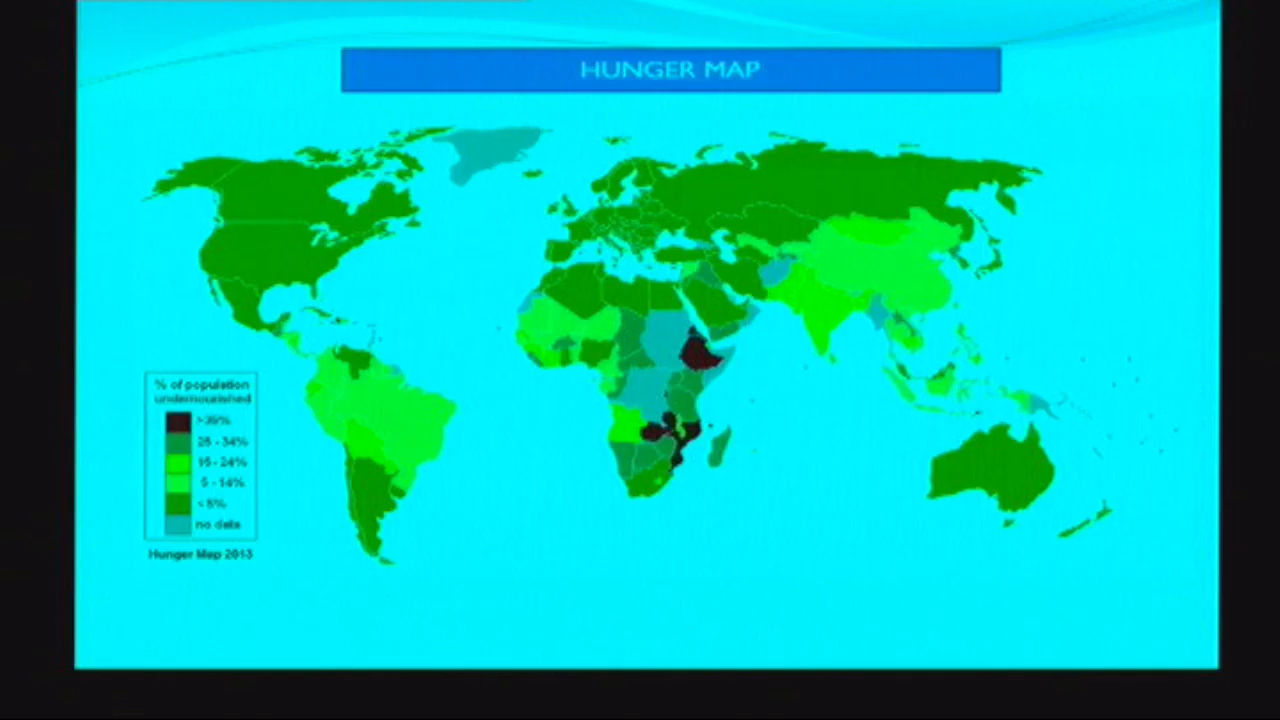 HUNGER MAP
% of population
undernourished
>35%
25 - 34%
15 - 24%
5 - 14%
<5%
no data
Hunger Map 2013